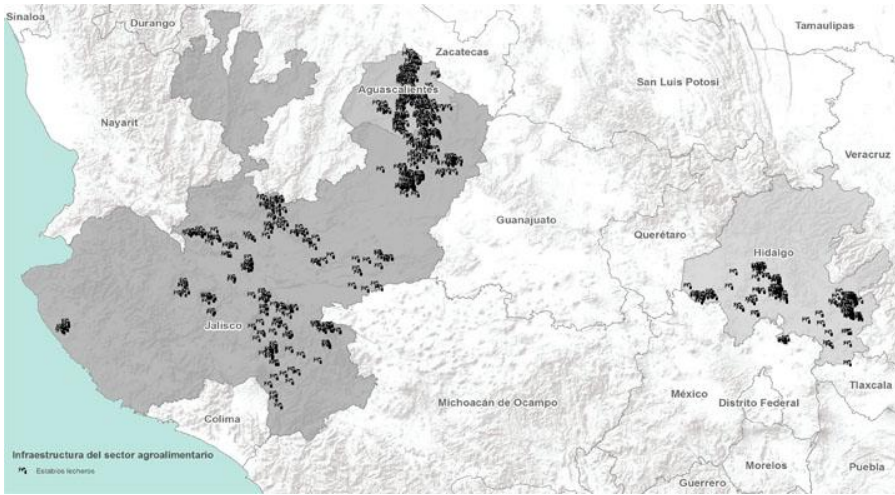 Sinaloa
Durango
Tamaulipas
Zacatecas
San Luis Potosí
Aguascalientes
Nayarit
Veracruz
Guanajuato
Querétaro
Hidalgo
Jalisco
Tlaxcala
México
Michoacán de Ocampo
Distrito Federal
Colima
Infraestructura del sector agroalimentario
Establos lecheros
Morelos
Puebla
Guerrero